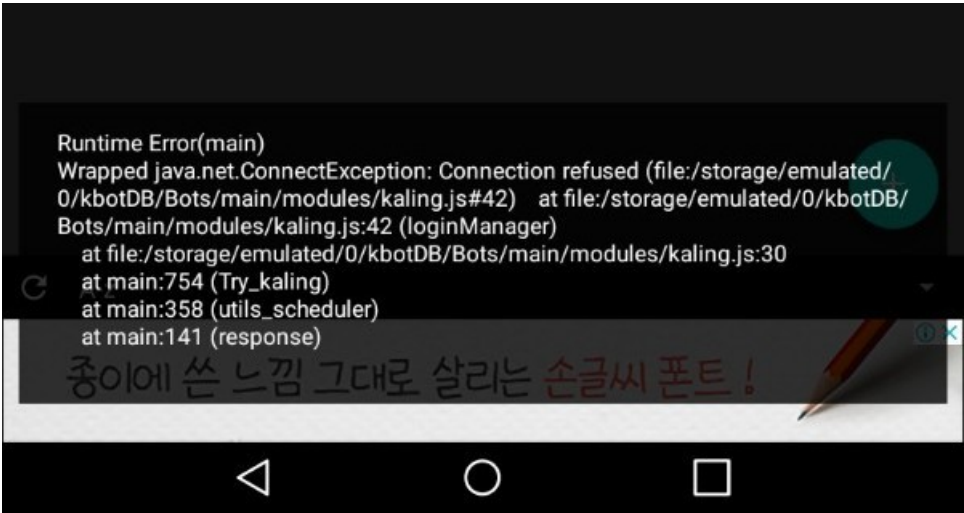 Runtime Error(main)
Wrapped java.net.ConnectException: Connection refused (file:/storage/emulated/
0/kbotDB/Bots/main/modules/kaling.js#42)    at file:/storage/emulated/0/kbotDB/
Bots/main/modules/kaling.js:42 (loginManager)
at file:/storage/emulated/0/kbotDB/Bots/main/modules/kaling.js:30
at main:754 (Try_kaling)
at main:358 (utils_scheduler)
at main:141 (response)
종이에 쓴 느낌 그대로 살리는 손글씨 폰트!